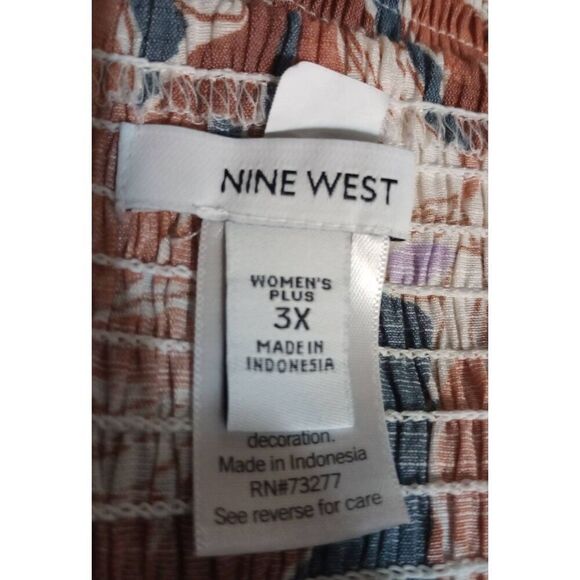 NINE WEST
WOMEN'S
PLUS
3X
MADE IN
INDONESIA
decoration.
Made in Indonesia
RN#73277
See reverse for care